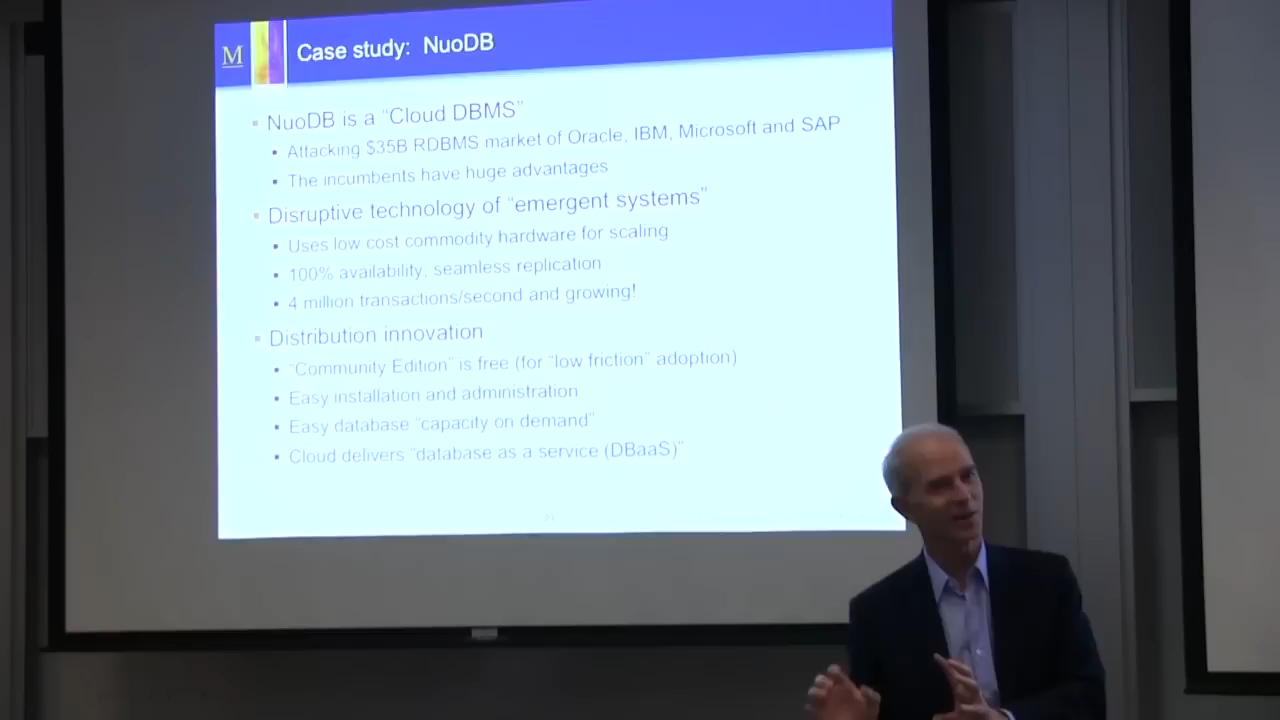 M
Case study: NuoDB
NuoDB is a “Cloud DBMS”
Attacking $35B RDBMS market of Oracle, IBM, Microsoft and SAP
The incumbents have huge advantages
Disruptive technology of “emergent systems”
Uses low cost commodity hardware for scaling
100% availability, seamless replication
4 million transactions/second and growing!
Distribution innovation
“Community Edition” is free (for “low friction” adoption)
Easy installation and administration
Easy database “capacity on demand”
Cloud delivers “database as a service (DBaaS)”